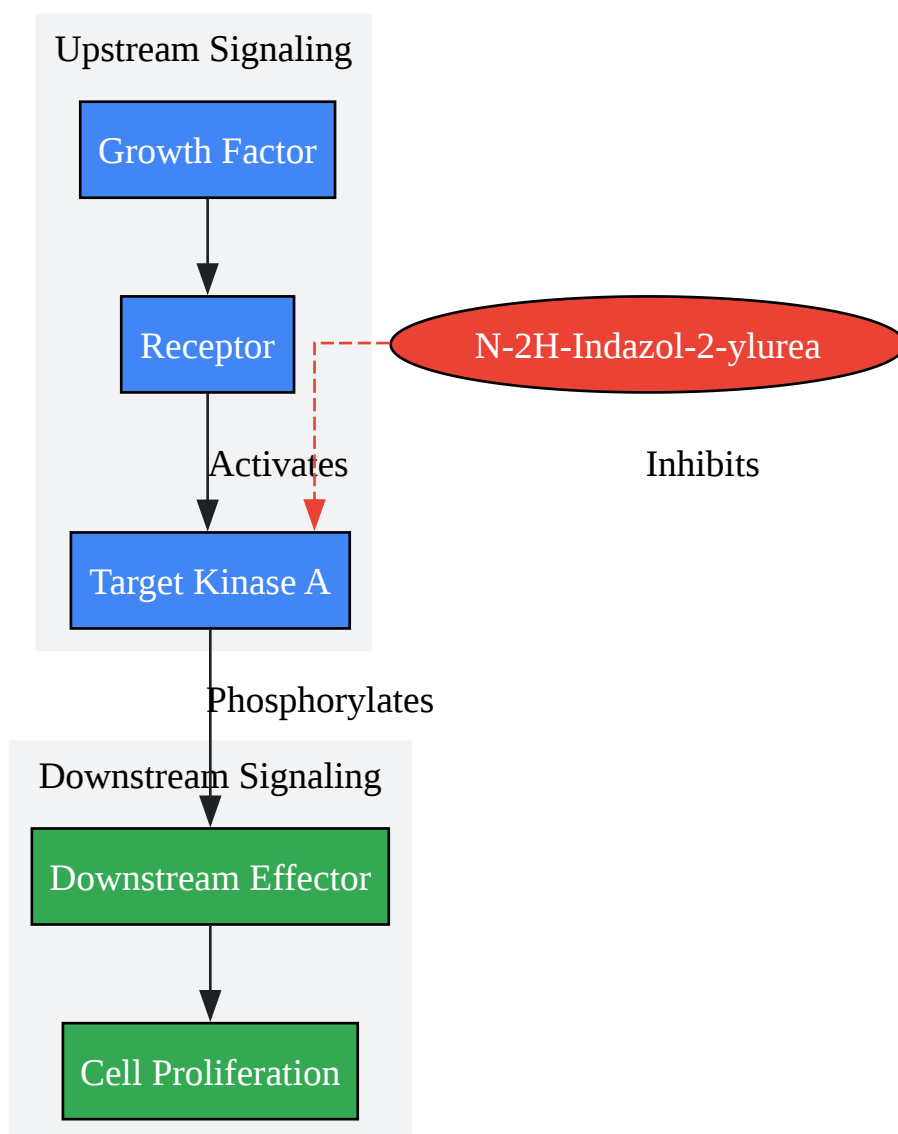 Upstream Signaling
Growth Factor
Receptor
N-2H-Indazol-2-ylurea
Activates
Inhibits
Target Kinase A
Phosphorylates
Downstream Signaling
Downstream Effector
Cell Proliferation